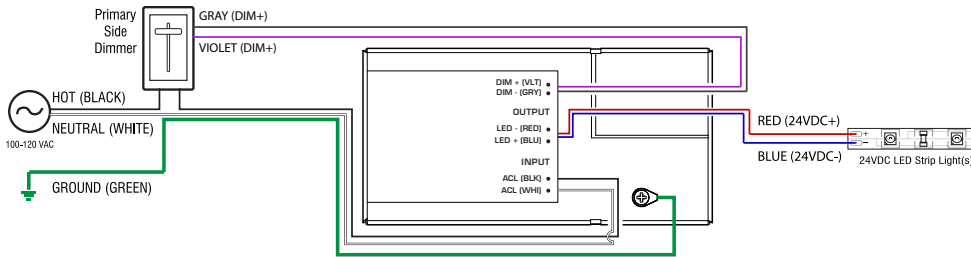 Primary
Side
Dimmer
GRAY (DIM+)
VIOLET (DIM+)
HOT (BLACK)
NEUTRAL (WHITE)
100-120 VAC
GROUND (GREEN)
DIM + (VLT)
DIM - (GRY)
OUTPUT
LED - (RED)
LED + (BLU)
INPUT
ACL (BLK)
ACL (WHI)
RED (24VDC+)
BLUE (24VDC-)
+
-
24VDC LED Strip Light(s)